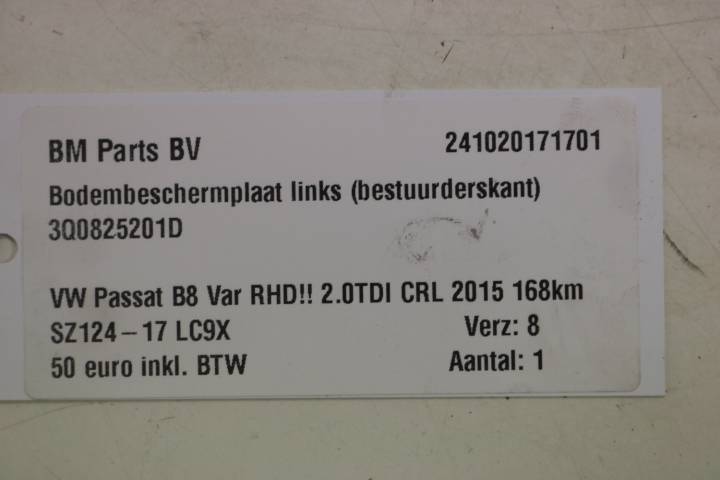 BM Parts BV 241020171701
Bodembeschermplaat links (bestuurderskant)
3Q0825201D
VW Passat B8 Var RHD!! 2.0TDI CRL 2015 168km
SZ124-17 LC9X Verz: 8
50 euro inkl. BTW Aantal: 1